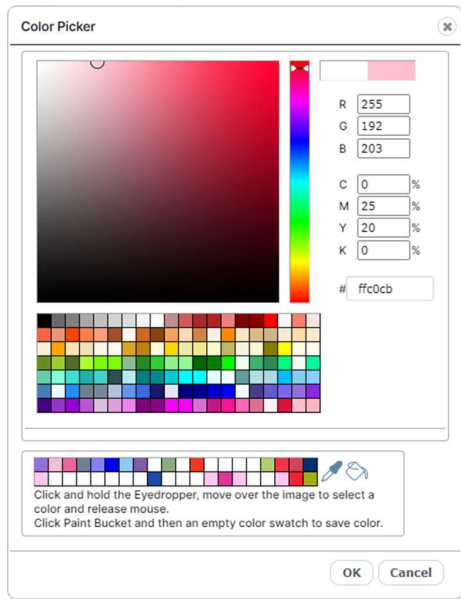 Color Picker
R 255
G 192
B 203
C 0 %
M 25 %
Y 20 %
K 0 %
# ffc0cb
Click and hold the Eyedropper, move over the image to select a
color and release mouse.
Click Paint Bucket and then an empty color swatch to save color.
OK Cancel